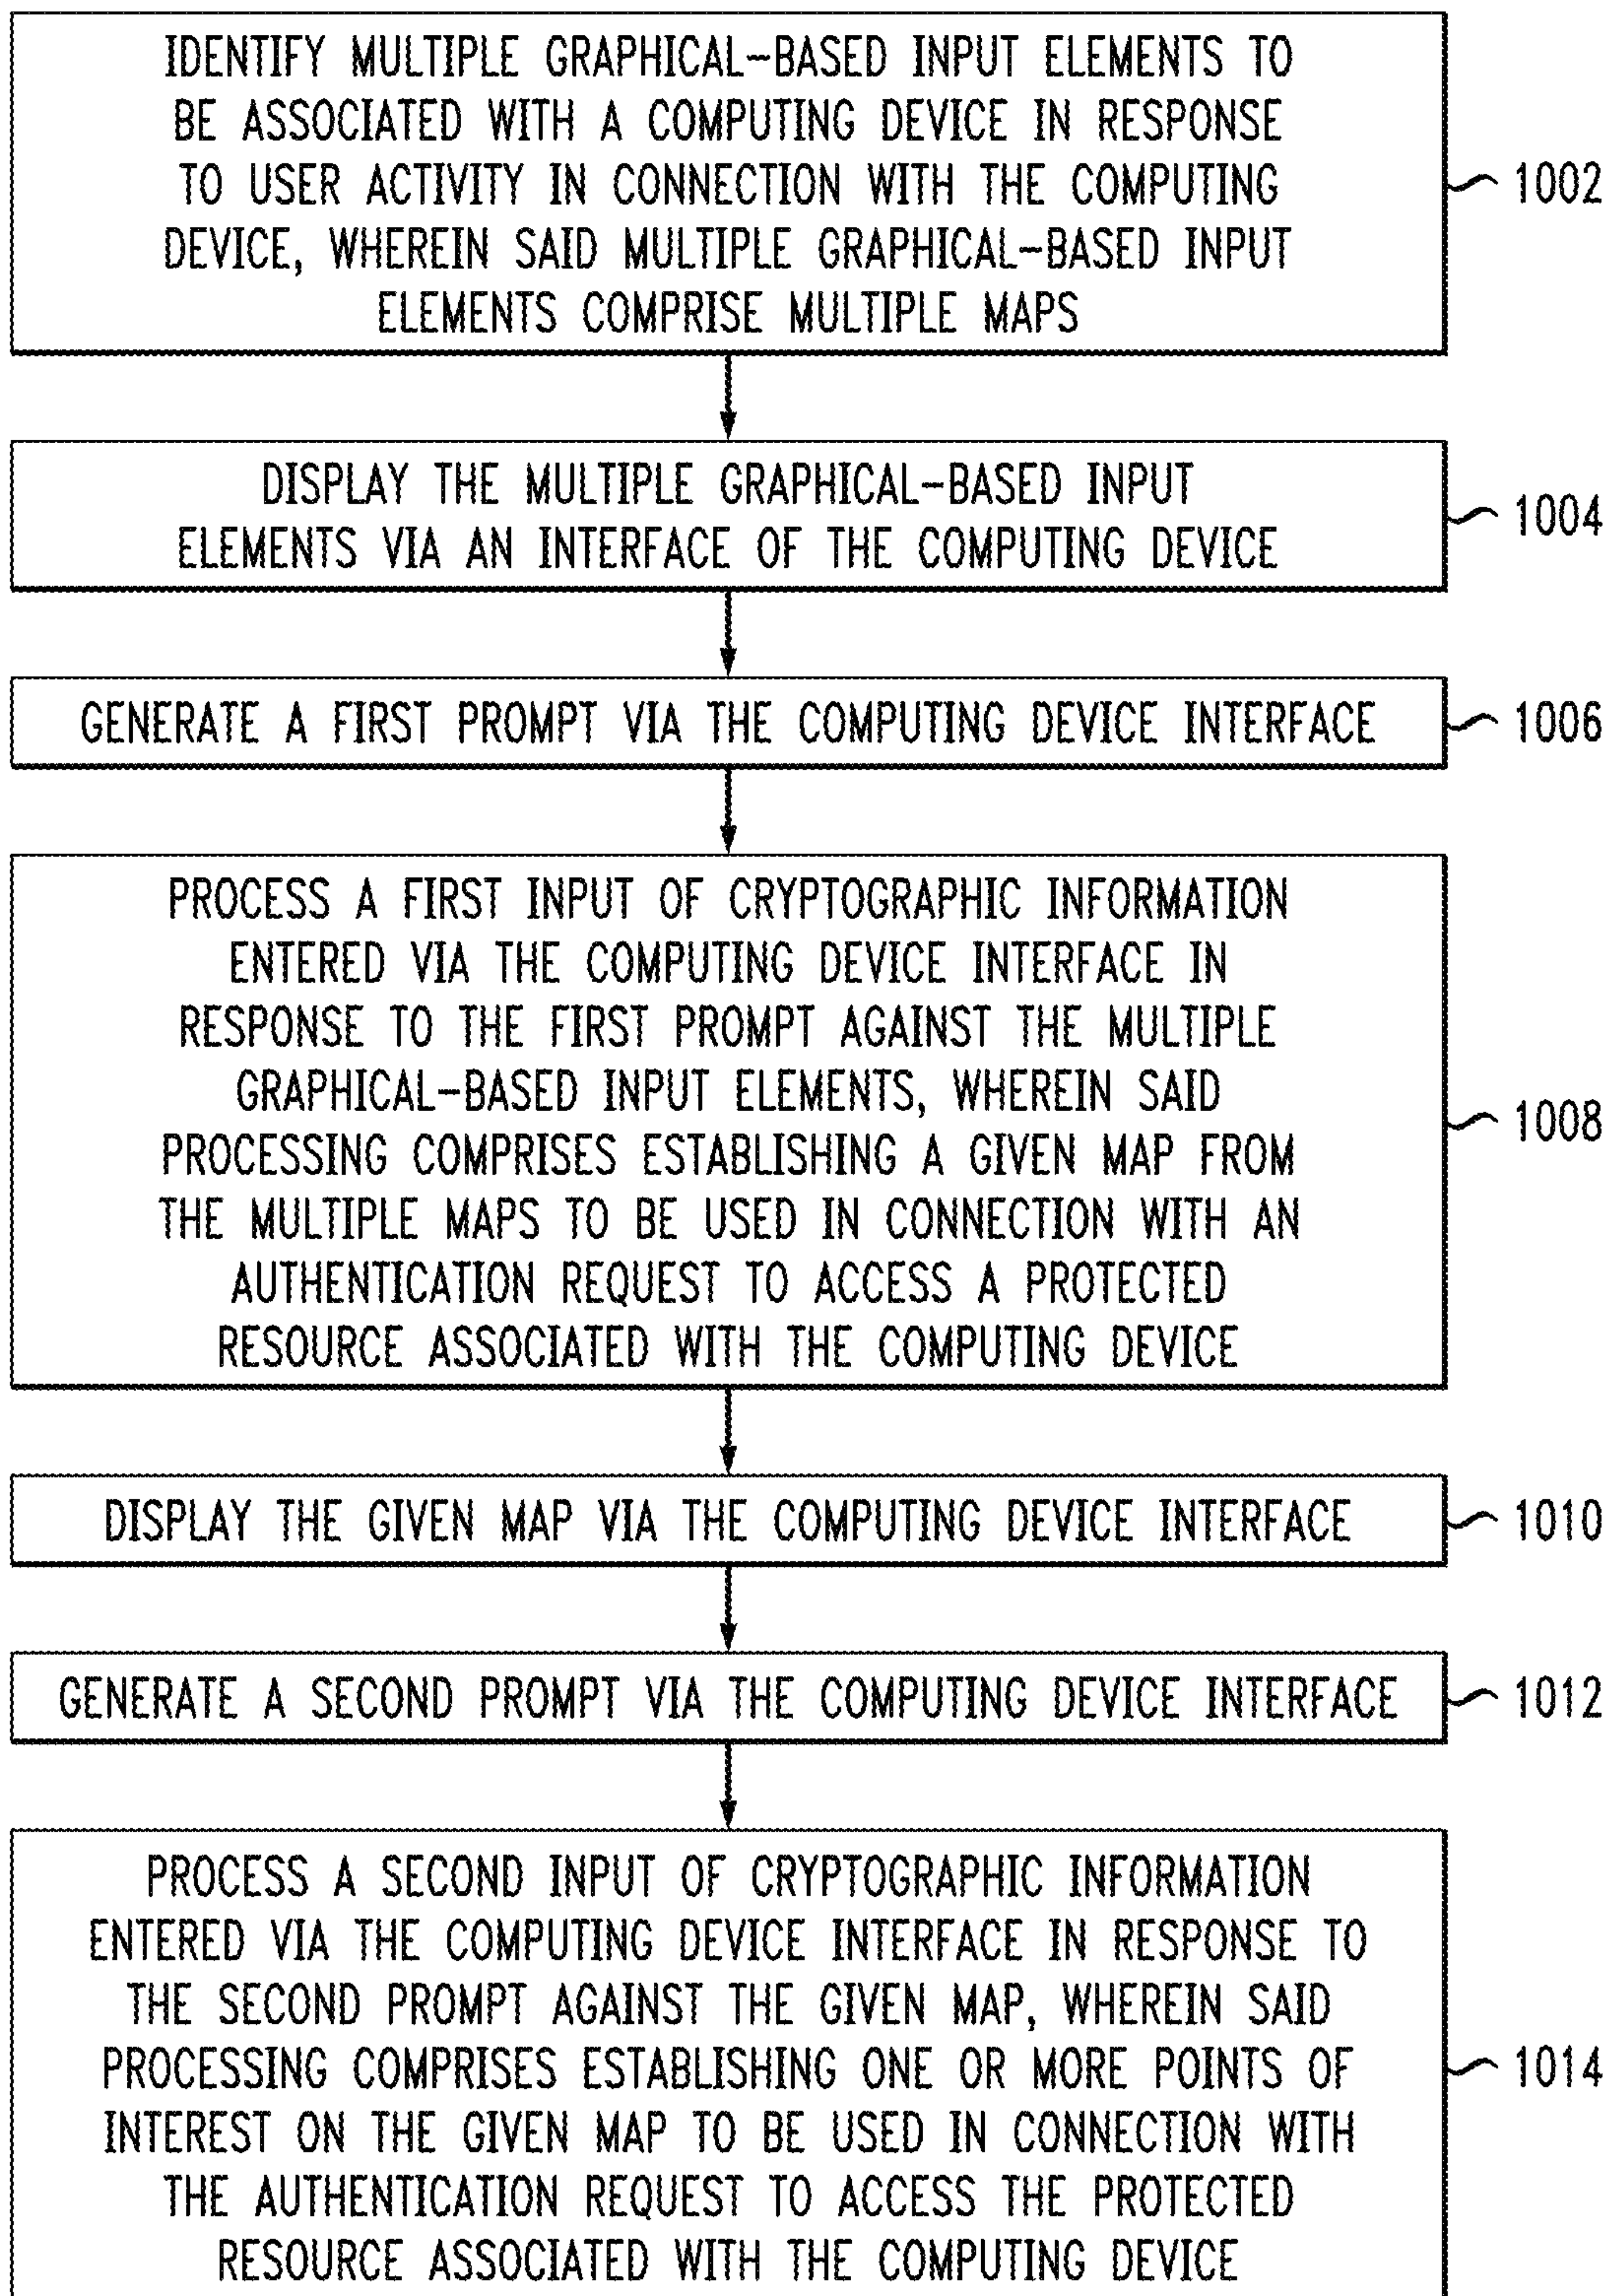 IDENTIFY MULTIPLE GRAPHICAL-BASED INPUT ELEMENTS TO
BE ASSOCIATED WITH A COMPUTING DEVICE IN RESPONSE
TO USER ACTIVITY IN CONNECTION WITH THE COMPUTING
DEVICE, WHEREIN SAID MULTIPLE GRAPHICAL-BASED INPUT
ELEMENTS COMPRISE MULTIPLE MAPS
1002
DISPLAY THE MULTIPLE GRAPHICAL-BASED INPUT
ELEMENTS VIA AN INTERFACE OF THE COMPUTING DEVICE
1004
GENERATE A FIRST PROMPT VIA THE COMPUTING DEVICE INTERFACE
1006
PROCESS A FIRST INPUT OF CRYPTOGRAPHIC INFORMATION
ENTERED VIA THE COMPUTING DEVICE INTERFACE IN
RESPONSE TO THE FIRST PROMPT AGAINST THE MULTIPLE
GRAPHICAL-BASED INPUT ELEMENTS, WHEREIN SAID
PROCESSING COMPRISES ESTABLISHING A GIVEN MAP FROM
THE MULTIPLE MAPS TO BE USED IN CONNECTION WITH AN
AUTHENTICATION REQUEST TO ACCESS A PROTECTED
RESOURCE ASSOCIATED WITH THE COMPUTING DEVICE
1008
DISPLAY THE GIVEN MAP VIA THE COMPUTING DEVICE INTERFACE
1010
GENERATE A SECOND PROMPT VIA THE COMPUTING DEVICE INTERFACE
1012
PROCESS A SECOND INPUT OF CRYPTOGRAPHIC INFORMATION
ENTERED VIA THE COMPUTING DEVICE INTERFACE IN RESPONSE TO
THE SECOND PROMPT AGAINST THE GIVEN MAP, WHEREIN SAID
PROCESSING COMPRISES ESTABLISHING ONE OR MORE POINTS OF
INTEREST ON THE GIVEN MAP TO BE USED IN CONNECTION WITH
THE AUTHENTICATION REQUEST TO ACCESS THE PROTECTED
RESOURCE ASSOCIATED WITH THE COMPUTING DEVICE
1014